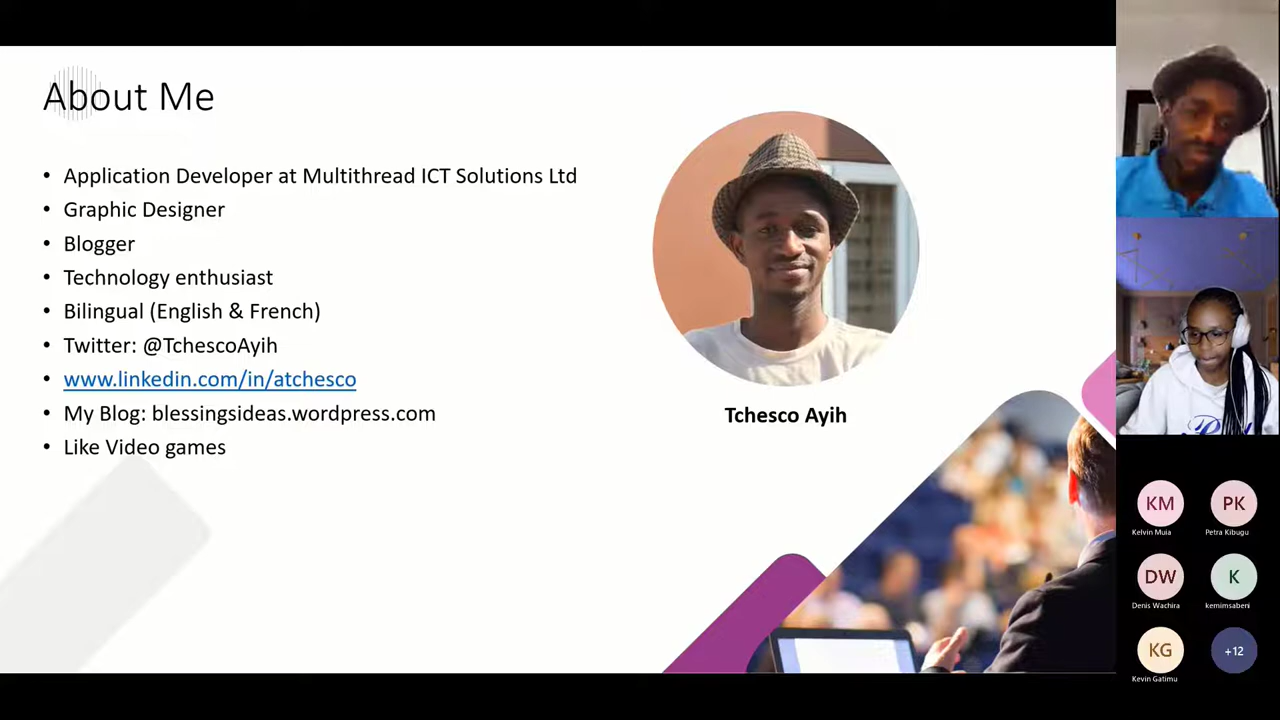 About Me
• Application Developer at Multithread ICT Solutions Ltd
• Graphic Designer
• Blogger
• Technology enthusiast
• Bilingual (English & French)
• Twitter: @TchescoAyih
• www.linkedin.com/in/atchesco
• My Blog: blessingsideas.wordpress.com
• Like Video games
Tchesco Ayih
KM
Kelvin Muia
PK
Petra Kibugu
DW
Denis Wachira
K
kemimsabeni
KG
Kevin Gatimu
+12